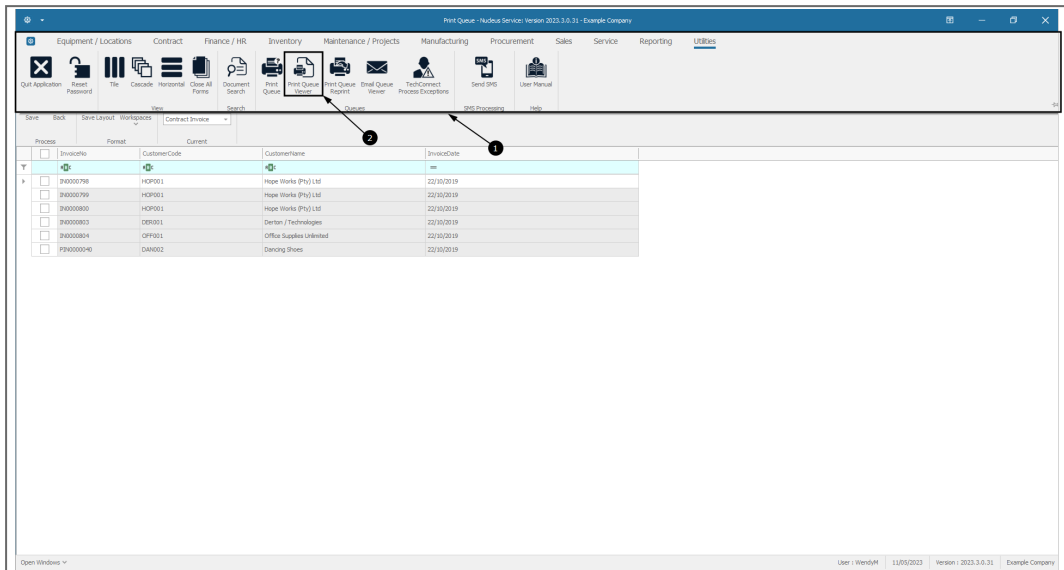 Print Queue - Nucleus Service: Version 2023.3.0.31 - Example Company
Equipment / Locations Contract Finance / HR Inventory Maintenance / Projects Manufacturing Procurement Sales Service Reporting Utilities
SMS
Quit Application Reset Password Tile Cascade Horizontal Close All Forms Document Search Print Queue Print Queue Viewer Print Queue Reprint Email Queue Viewer TechConnect Process Exceptions Send SMS User Manual
View Search Queues SMS Processing Help
Save Back Save Layout Workspaces Contract Invoice
2
1
Process Format Current
InvoiceNo CustomerCode CustomerName InvoiceDate
=
IN0000798 HOP001 Hope Works (Pty) Ltd 22/10/2019
IN0000799 HOP001 Hope Works (Pty) Ltd 22/10/2019
IN0000800 HOP001 Hope Works (Pty) Ltd 22/10/2019
IN0000803 DER001 Derton / Technologies 22/10/2019
IN0000804 OFF001 Office Supplies Unlimited 22/10/2019
PIN0000040 DAN002 Dancing Shoes 22/10/2019
Open Windows User : WendyM 11/05/2023 Version : 2023.3.0.31 Example Company